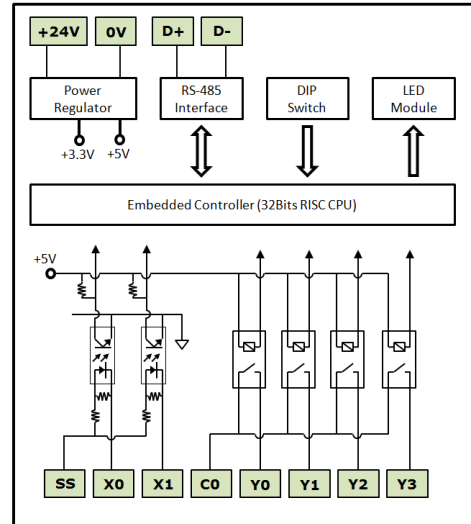 +24V 0V D+ D-
Power
Regulator
RS-485
Interface
DIP
Switch
LED
Module
+3.3V +5V
Embedded Controller (32Bits RISC CPU)
+5V
SS X0 X1 C0 Y0 Y1 Y2 Y3